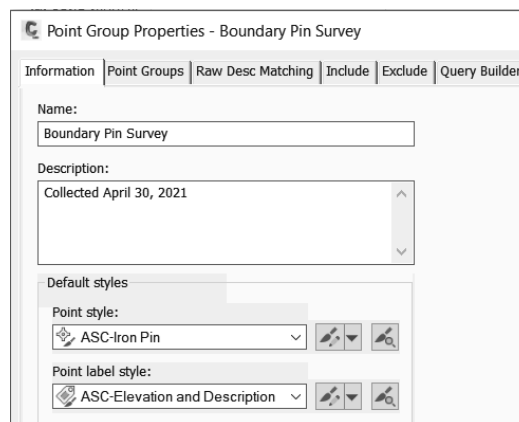 Point Group Properties - Boundary Pin Survey
Information Point Groups Raw Desc Matching Include Exclude Query Builder
Name:
Boundary Pin Survey
Description:
Collected April 30, 2021
Default styles
Point style:
ASC-Iron Pin
Point label style:
ASC-Elevation and Description